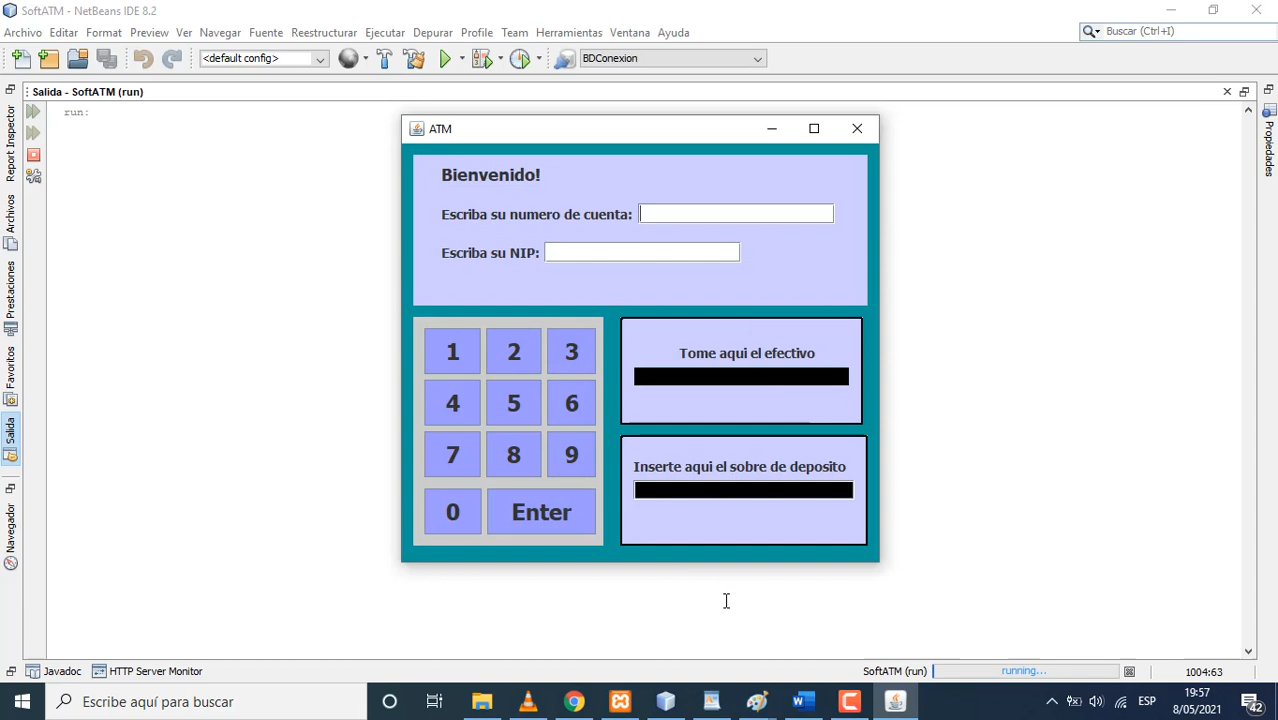 SoftATM - NetBeans IDE 8.2
Archivo Editar Format Preview Ver Navegar Fuente Reestructurar Ejecutar Depurar Profile Team Herramientas Ventana Ayuda
Buscar (Ctrl+I)
<default config>
BDConexion
Salida - SoftATM (run)
run:
Report Inspector
Archivos
Prestaciones
Favoritos
Salida
Navegador
Propiedades
ATM
Bienvenido!
Escriba su numero de cuenta:
Escriba su NIP:
1 2 3
4 5 6
7 8 9
0 Enter
Tome aqui el efectivo
Inserte aqui el sobre de deposito
Javadoc
HTTP Server Monitor
SoftATM (run)
running...
1004:63
Escribe aquí para buscar
ESP
19:57
8/05/2021
42